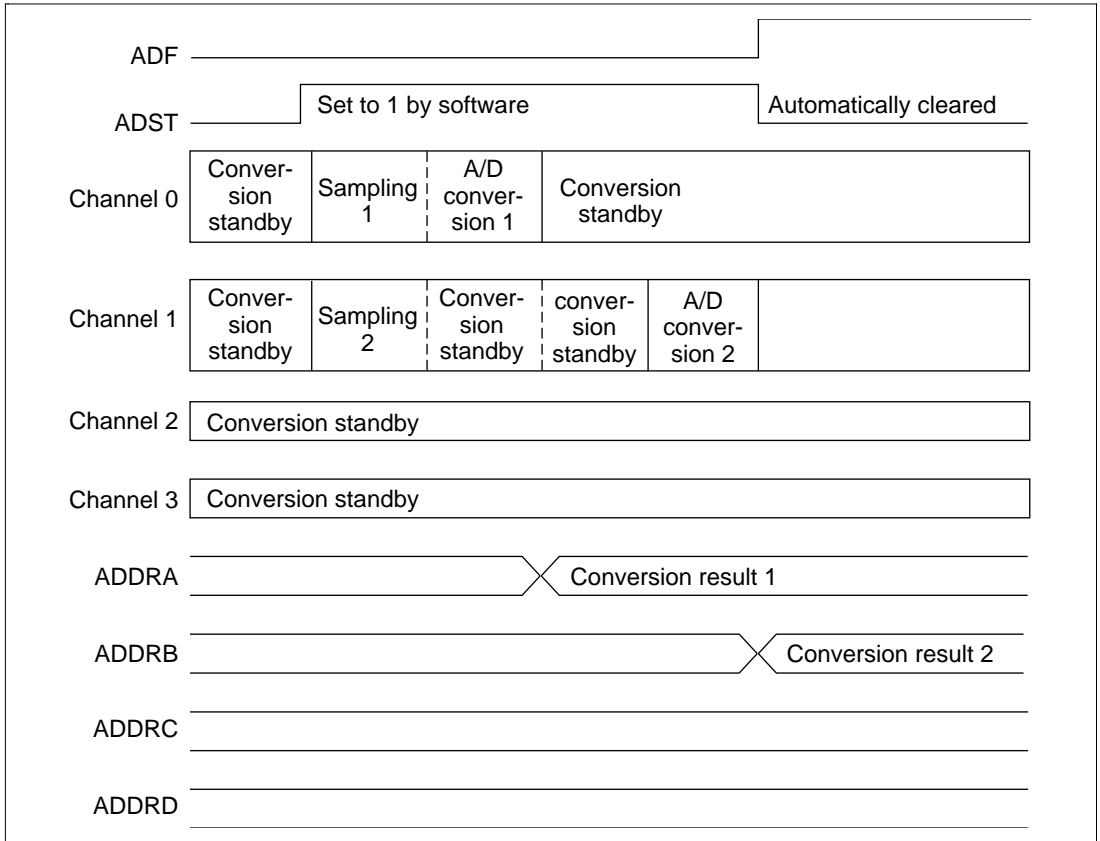 ADF
ADST
Set to 1 by software
Automatically cleared
Channel 0
Conver-
sion
standby
Sampling
1
A/D
conver-
sion 1
Conversion
standby
Channel 1
Conver-
sion
standby
Sampling
2
Conver-
sion
standby
conver-
sion
standby
A/D
conver-
sion 2
Channel 2
Conversion standby
Channel 3
Conversion standby
ADDRA
Conversion result 1
ADDRB
Conversion result 2
ADDRC
ADDRD